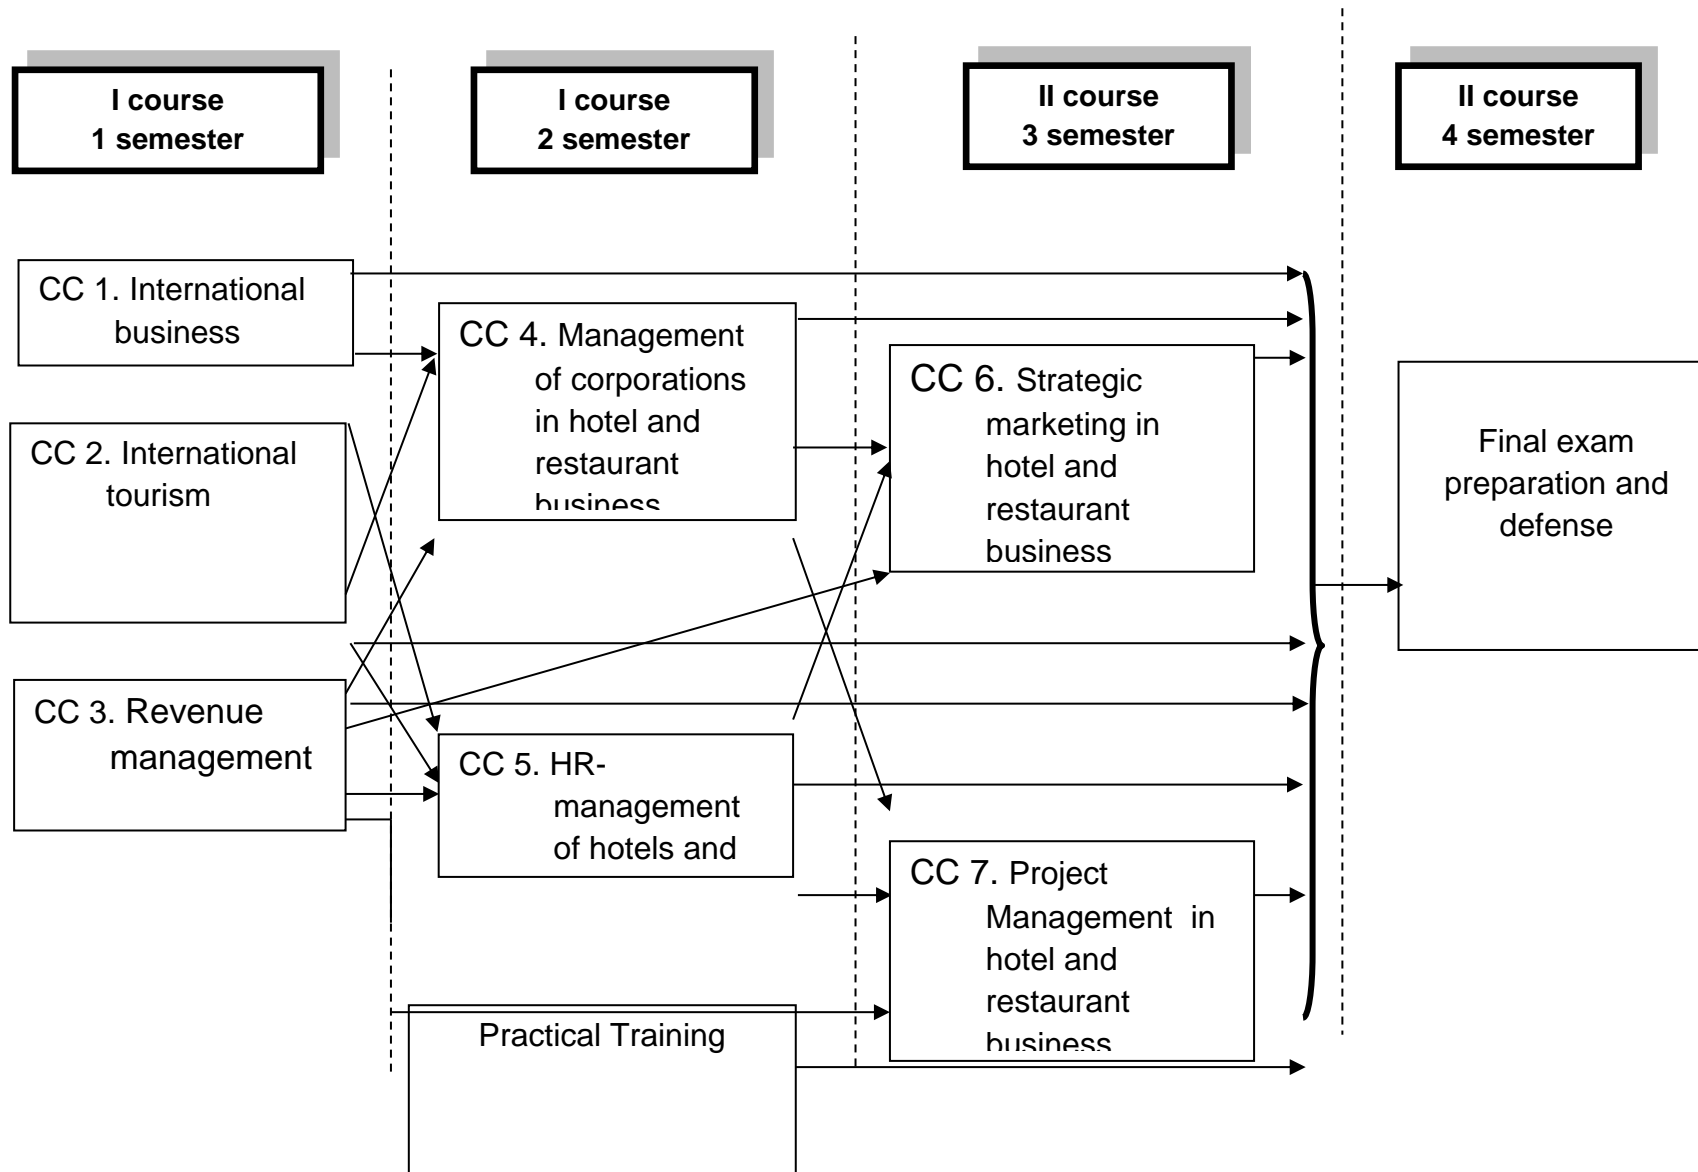 I course
1 semester
I course
2 semester
II course
3 semester
II course
4 semester
CC 1. International
business
CC 2. International
tourism
CC 3. Revenue
management
CC 4. Management
of corporations
in hotel and
restaurant
business
CC 5. HR-
management
of hotels and
Practical Training
CC 6. Strategic
marketing in
hotel and
restaurant
business
CC 7. Project
Management in
hotel and
restaurant
business
Final exam
preparation and
defense